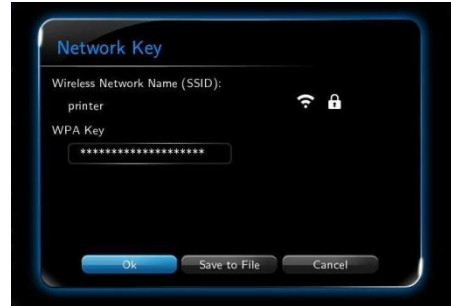 Network Key
Wireless Network Name (SSID):
printer
WPA Key
********************
Ok Save to File Cancel